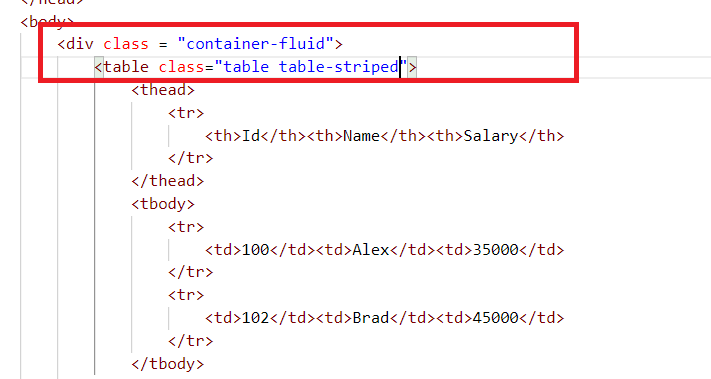 </head>
<body>
<div class = "container-fluid">
<table class="table table-striped">
<thead>
<tr>
<th>Id</th><th>Name</th><th>Salary</th>
</tr>
</thead>
<tbody>
<tr>
<td>100</td><td>Alex</td><td>35000</td>
</tr>
<tr>
<td>102</td><td>Brad</td><td>45000</td>
</tr>
</tbody>